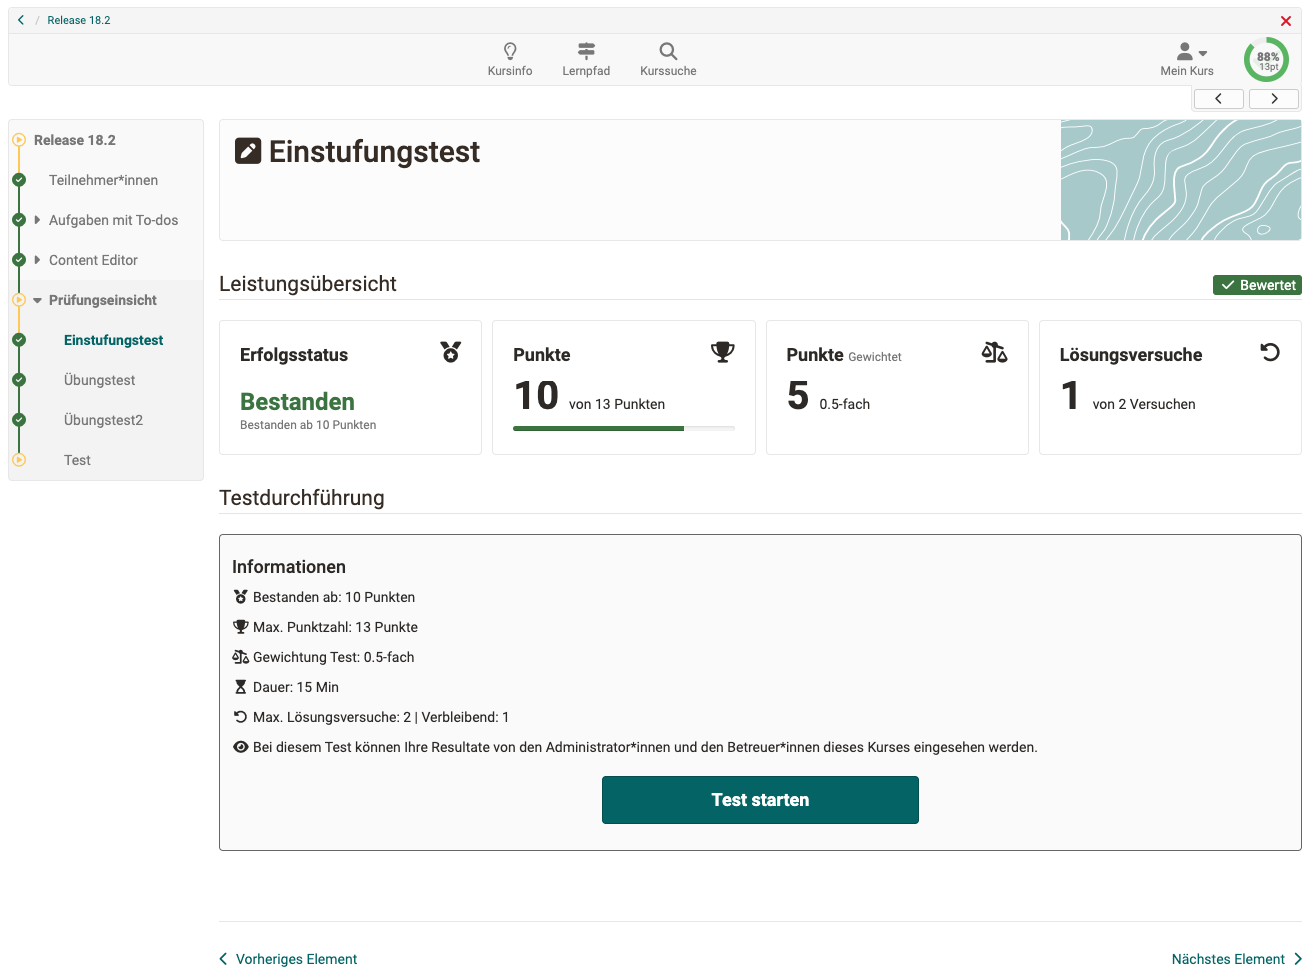 / Release 18.2
Kursinfo
Lernpfad
Kurssuche
Mein Kurs
88%
13pt
Release 18.2
Teilnehmer*innen
Aufgaben mit To-dos
Content Editor
Prüfungseinsicht
Einstufungstest
Übungstest
Übungstest2
Test
Einstufungstest
Leistungsübersicht
Bewertet
Erfolgsstatus
Bestanden
Bestanden ab 10 Punkten
Punkte
10 von 13 Punkten
Punkte Gewichtet
5 0.5-fach
Lösungsversuche
1 von 2 Versuchen
Testdurchführung
Informationen
Bestanden ab: 10 Punkten
Max. Punktzahl: 13 Punkte
Gewichtung Test: 0.5-fach
Dauer: 15 Min
Max. Lösungsversuche: 2 | Verbleibend: 1
Bei diesem Test können Ihre Resultate von den Administrator*innen und den Betreuer*innen dieses Kurses eingesehen werden.
Test starten
Vorheriges Element
Nächstes Element